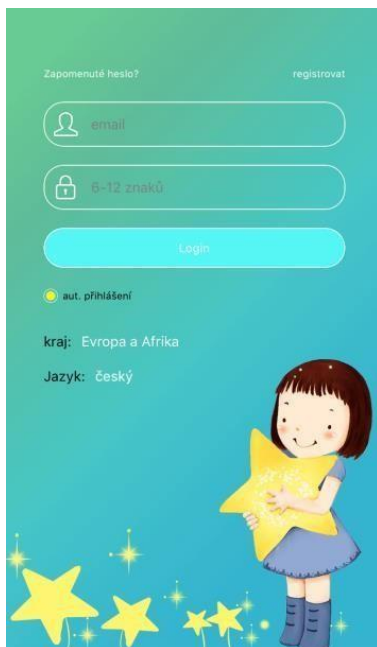 Zapomenuté heslo? registrovat
email
6-12 znaků
Login
aut. přihlášení
kraj: Evropa a Afrika
Jazyk: český